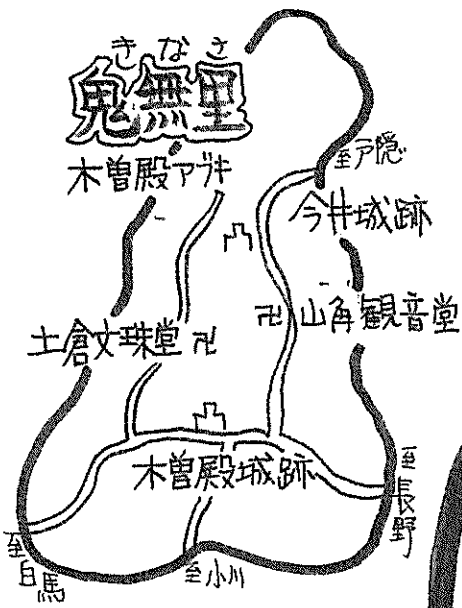 きなさ
鬼無里
木曽殿アブキ
至戸隠
今井城跡
卍山角観音堂
土倉文珠堂卍
木曽殿城跡
至長野
至白馬
至小川